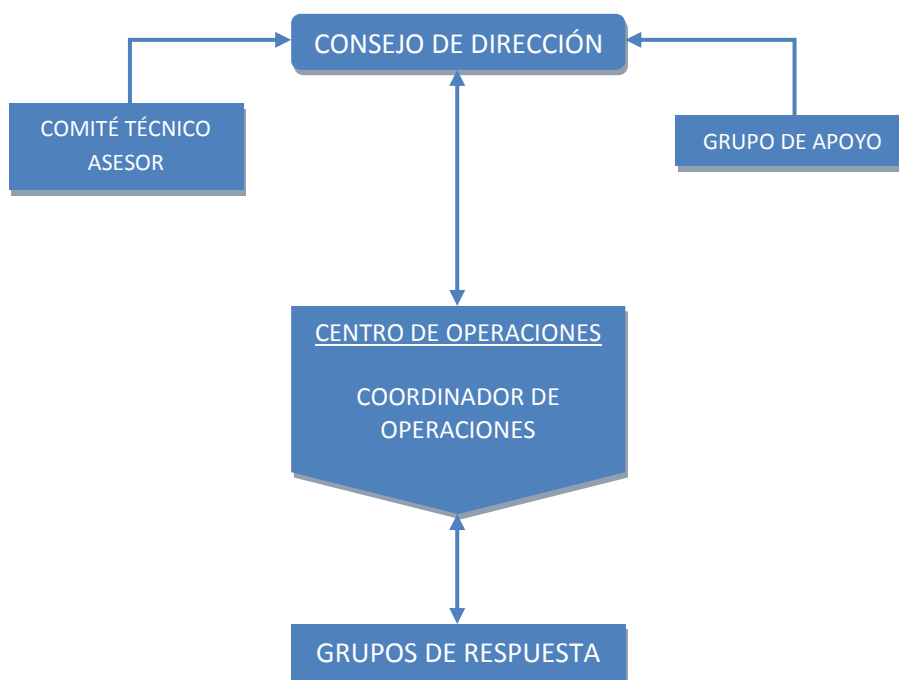 CONSEJO DE DIRECCIÓN
COMITÉ TÉCNICO
ASESOR
GRUPO DE APOYO
CENTRO DE OPERACIONES
COORDINADOR DE
OPERACIONES
GRUPOS DE RESPUESTA